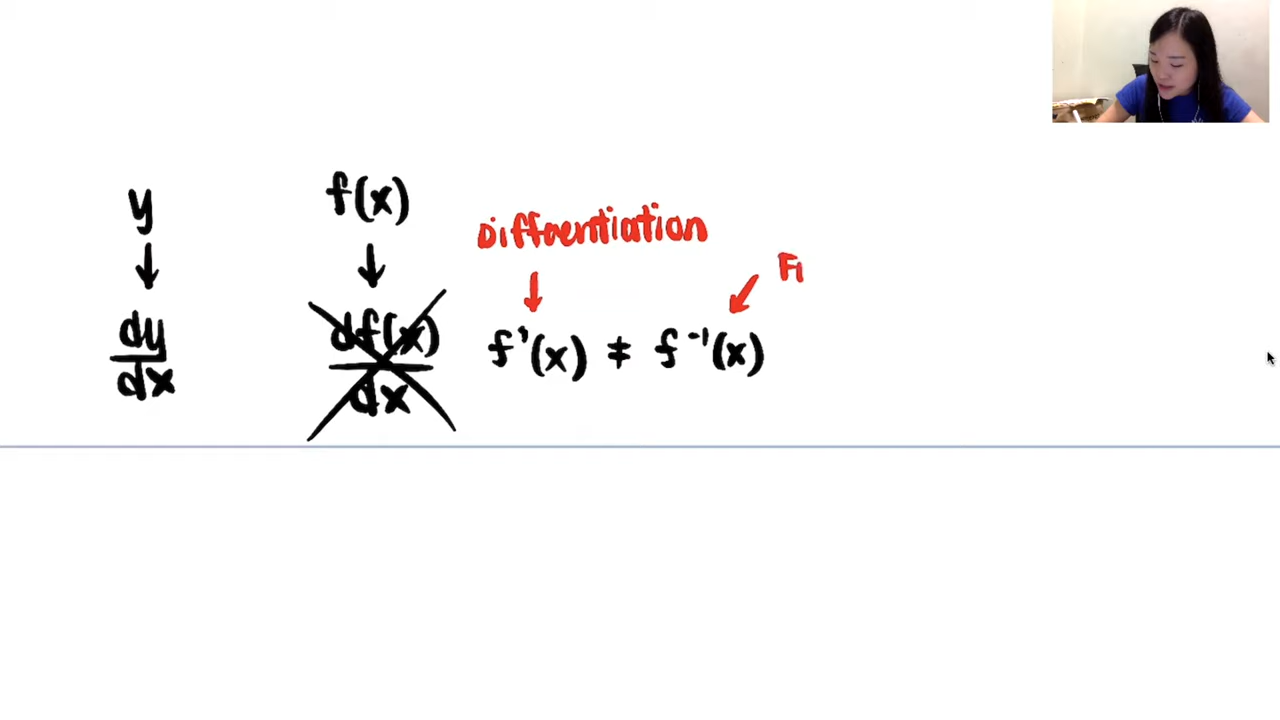 y
f(x)
Differentiation
↓
↓
↓
↙ Fi
dy
dx
df(x)
dx
f'(x) ≠ f⁻¹(x)